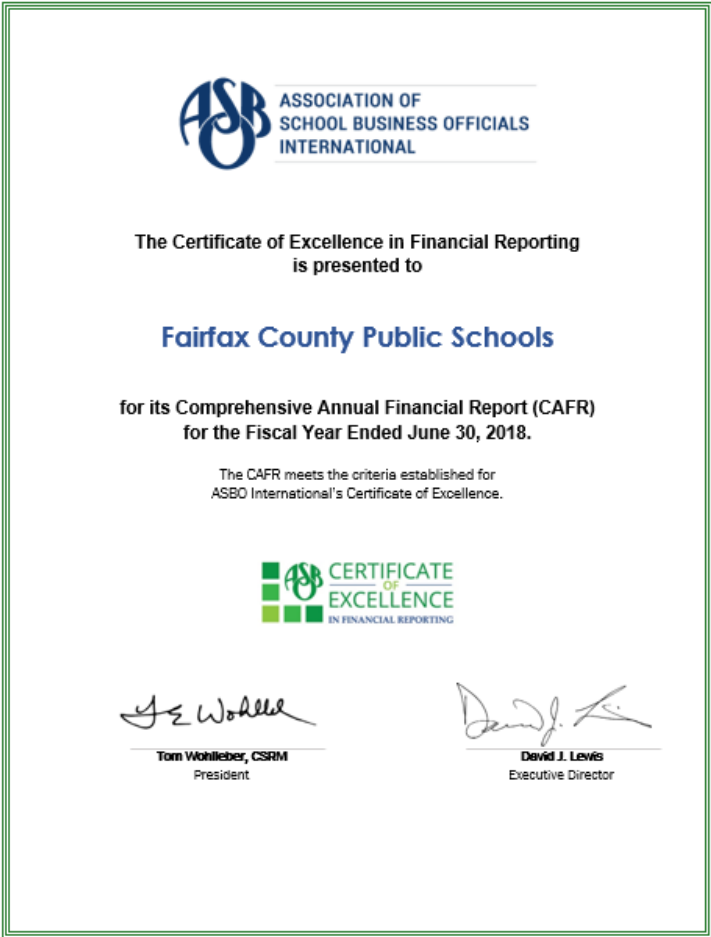 ASBO
ASSOCIATION OF
SCHOOL BUSINESS OFFICIALS
INTERNATIONAL
The Certificate of Excellence in Financial Reporting
is presented to
Fairfax County Public Schools
for its Comprehensive Annual Financial Report (CAFR)
for the Fiscal Year Ended June 30, 2018.
The CAFR meets the criteria established for
ASBO International's Certificate of Excellence.
ASBO
CERTIFICATE
OF
EXCELLENCE
IN FINANCIAL REPORTING
Tom Wohlleber, CSRM
President
David J. Lewis
Executive Director